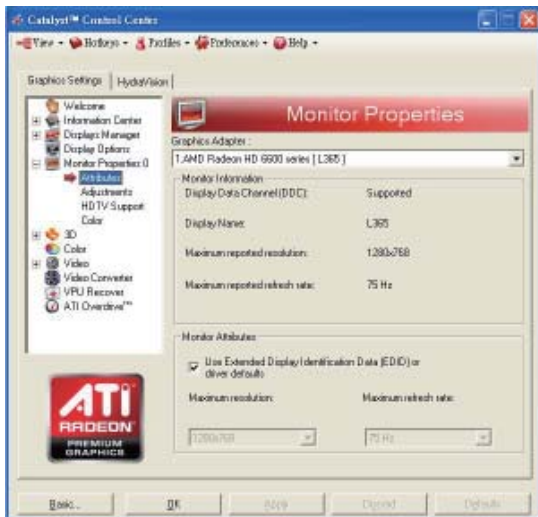 Catalyst™ Control Center
View Hotkeys Profiles Preferences Help
Graphics Settings HydraVision
Welcome
Information Center
Displays Manager
Display Options
Monitor Properties 0
Attributes
Adjustments
HDTV Support
Color
3D
Color
Video
Video Converter
VPU Recover
ATI Overdrive™
ATI
RADEON
PREMIUM
GRAPHICS
Monitor Properties
Graphics Adapter :
1.AMD Radeon HD 6600 series [ L365 ]
Monitor Information
Display Data Channel (DDC): Supported
Display Name: L365
Maximum reported resolution: 1280x768
Maximum reported refresh rate: 75 Hz
Monitor Attributes
Use Extended Display Identification Data (EDID) or
driver defaults
Maximum resolution: Maximum refresh rate:
1280x768 75 Hz
Basic... OK Apply Discard Defaults